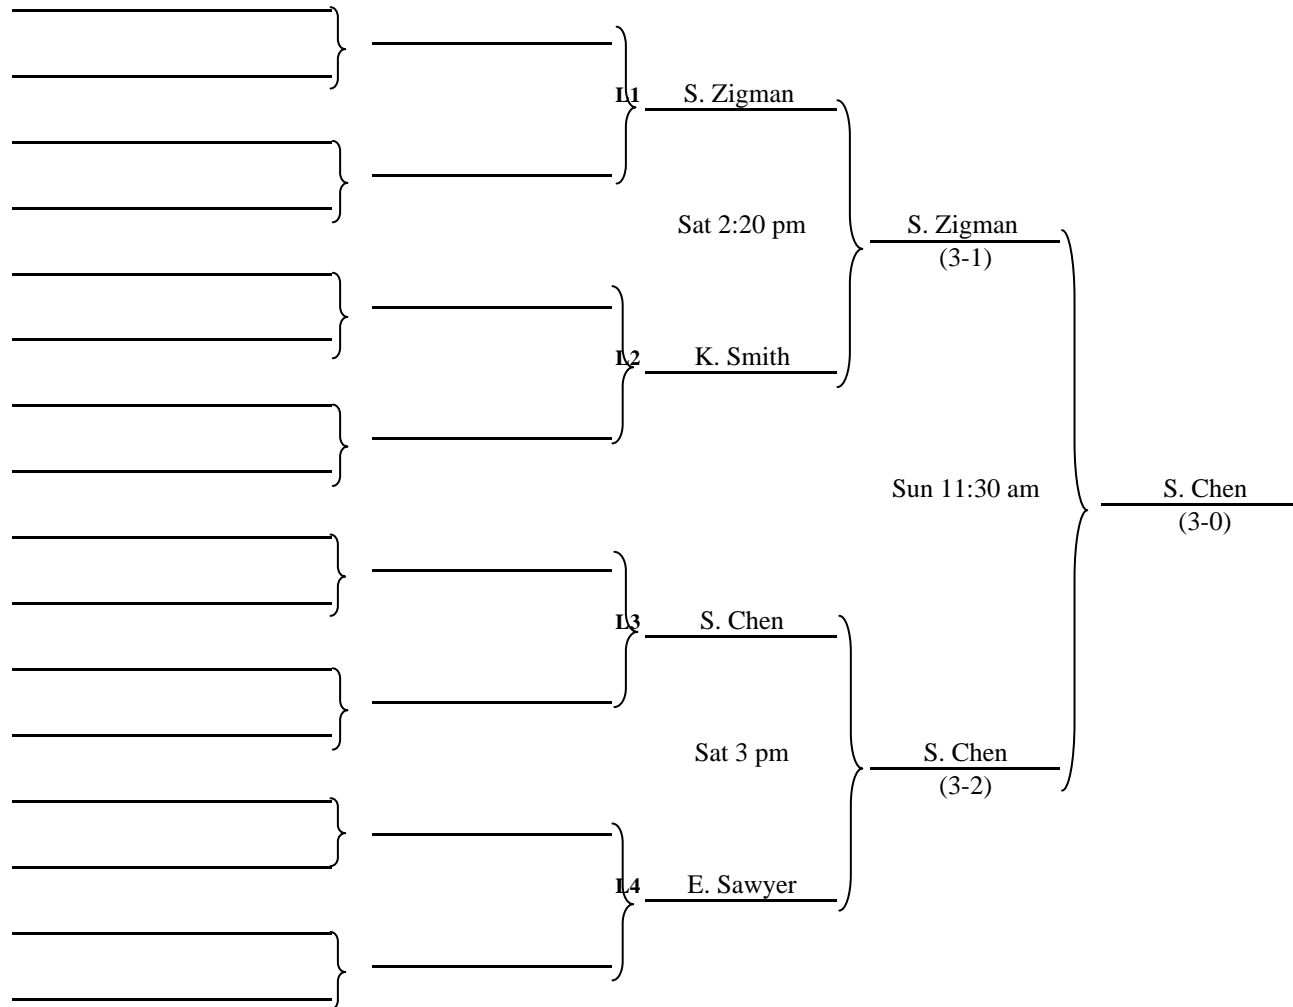 L1 S. Zigman
Sat 2:20 pm
S. Zigman
(3-1)
L2 K. Smith
Sun 11:30 am
S. Chen
(3-0)
L3 S. Chen
Sat 3 pm
S. Chen
(3-2)
L4 E. Sawyer